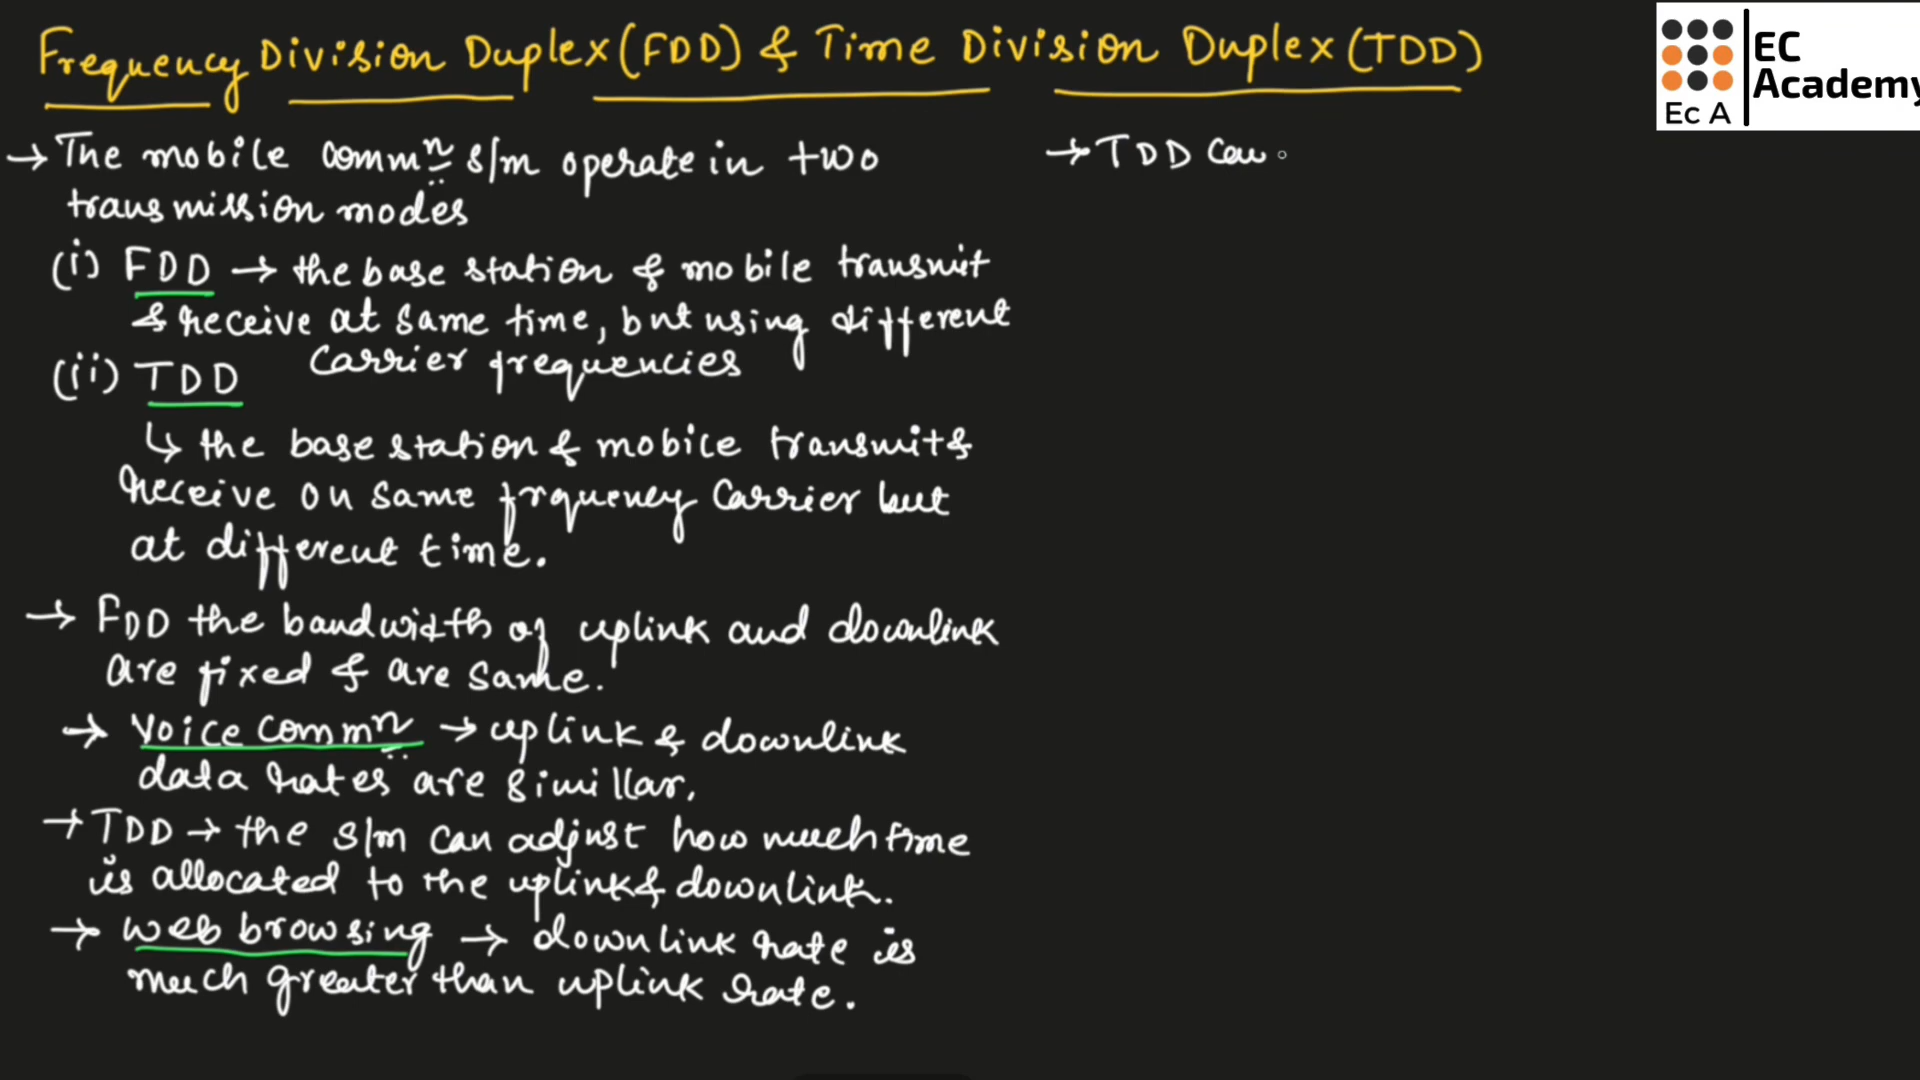 Frequency Division Duplex (FDD) & Time Division Duplex (TDD)
EC
Academy
Ec A
→ The mobile commⁿ s/m operate in two
transmission modes
(i) FDD → the base station & mobile transmit
& receive at same time, but using different
carrier frequencies
(ii) TDD
↳ the base station & mobile transmit &
receive on same frquency carrier but
at different time.
→ FDD the bandwidth of uplink and downlink
are fixed & are same.
→ Voice commⁿ → uplink & downlink
data rates are simillar.
→ TDD → the s/m can adjust how much time
is allocated to the uplink & downlink.
→ web browsing → downlink rate is
much greater than uplink rate.
→ TDD can